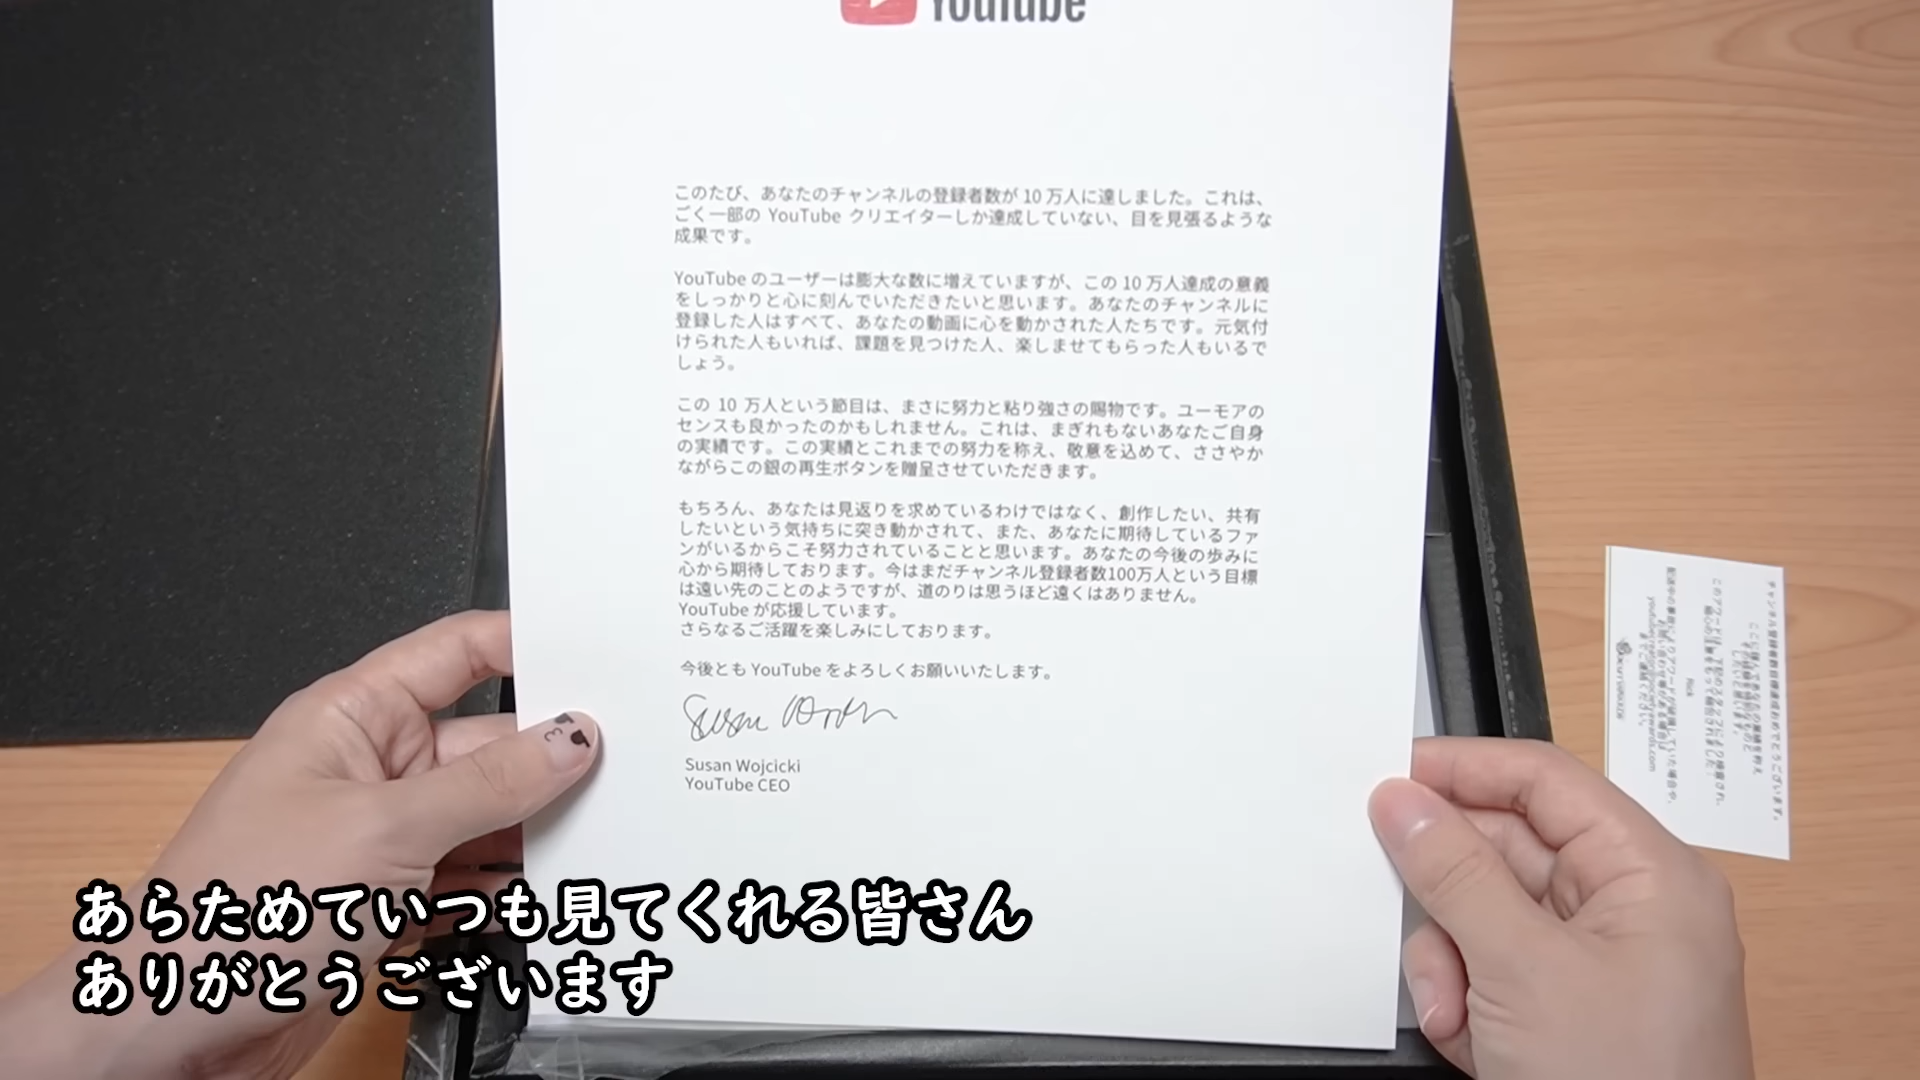 YouTube
このたび、あなたのチャンネルの登録者数が 10 万人に達しました。これは、
ごく一部の YouTube クリエイターしか達成していない、目を見張るような
成果です。
YouTube のユーザーは膨大な数に増えていますが、この 10 万人達成の意義
をしっかりと心に刻んでいただきたいと思います。あなたのチャンネルに
登録した人はすべて、あなたの動画に心を動かされた人たちです。元気付
けられた人もいれば、課題を見つけた人、楽しませてもらった人もいるで
しょう。
この 10 万人という節目は、まさに努力と粘り強さの賜物です。ユーモアの
センスも良かったのかもしれません。これは、まぎれもないあなたご自身
の実績です。この実績とこれまでの努力を称え、敬意を込めて、ささやか
ながらこの銀の再生ボタンを贈呈させていただきます。
もちろん、あなたは見返りを求めているわけではなく、創作したい、共有
したいという気持ちに突き動かされて、また、あなたに期待しているファ
ンがいるからこそ努力されていることと思います。あなたの今後の歩みに
心から期待しております。今はまだチャンネル登録者数100万人という目標
は遠い先のことのようですが、道のりは思うほど遠くはありません。
YouTube が応援しています。
さらなるご活躍を楽しみにしております。
今後とも YouTube をよろしくお願いいたします。
Susan Wojcicki
YouTube CEO
チャンネル登録者数目標達成おめでとうございます。
Rick
あらためていつも見てくれる皆さん
ありがとうございます